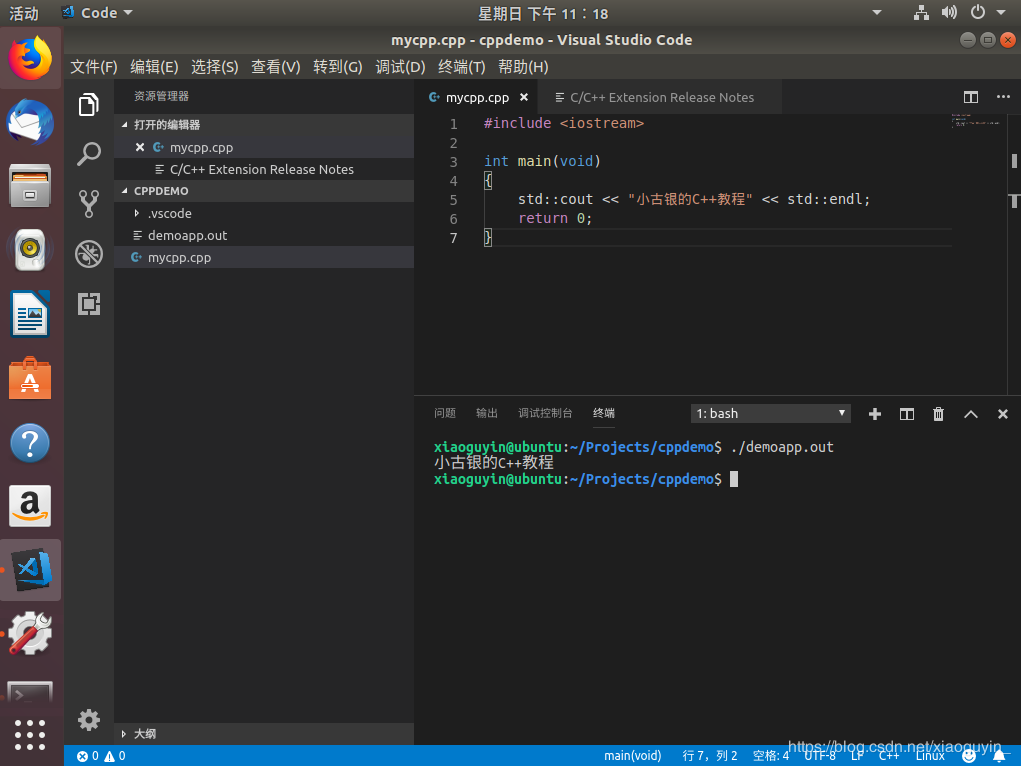 活动 Code 星期日 下午 11：18
mycpp.cpp - cppdemo - Visual Studio Code
文件(F) 编辑(E) 选择(S) 查看(V) 转到(G) 调试(D) 终端(T) 帮助(H)
资源管理器
打开的编辑器
mycpp.cpp
C/C++ Extension Release Notes
CPPDEMO
.vscode
demoapp.out
mycpp.cpp
大纲
mycpp.cpp C/C++ Extension Release Notes
1 #include <iostream>
2
3 int main(void)
4 {
5 std::cout << "小古银的C++教程" << std::endl;
6 return 0;
7 }
问题 输出 调试控制台 终端 1: bash
xiaoguyin@ubuntu:~/Projects/cppdemo$ ./demoapp.out
小古银的C++教程
xiaoguyin@ubuntu:~/Projects/cppdemo$
0 0 main(void) 行 7，列 2 空格: 4 UTF-8 LF C++ Linux
https://blog.csdn.net/xiaoguyin_